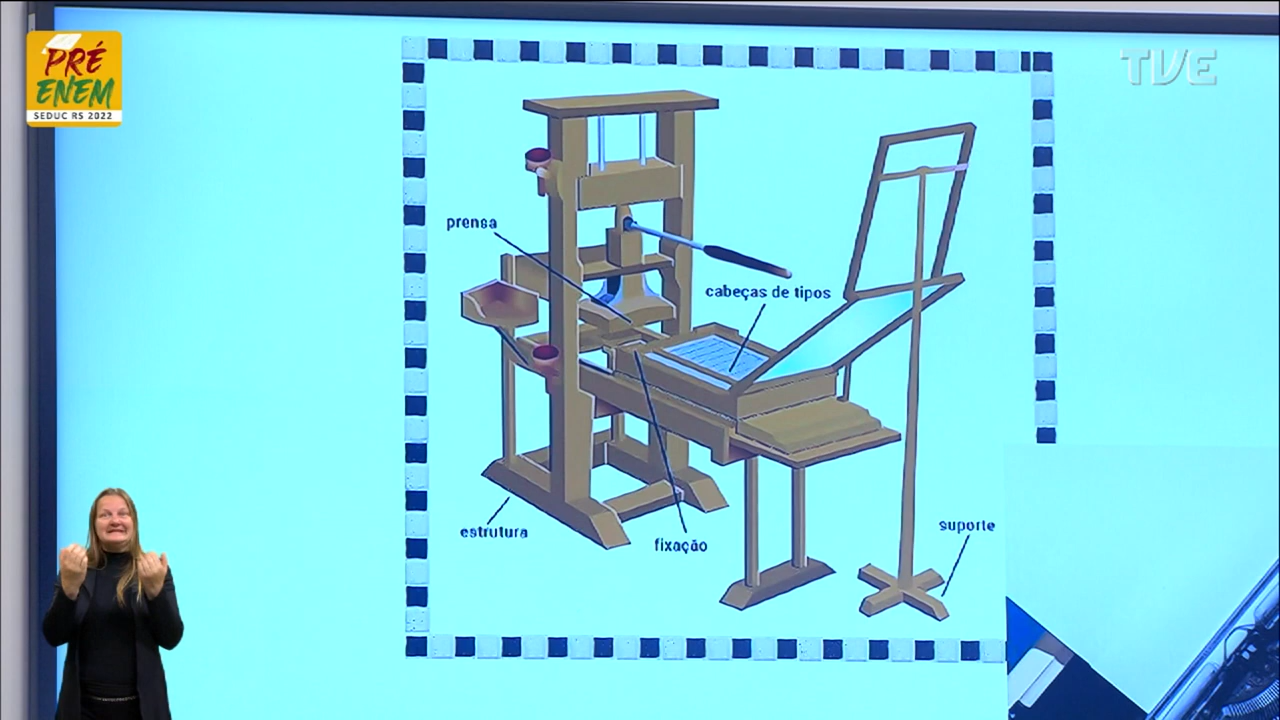 PRÉ
ENEM
SEDUC RS 2022
TVE
prensa
cabeças de tipos
estrutura
fixação
suporte